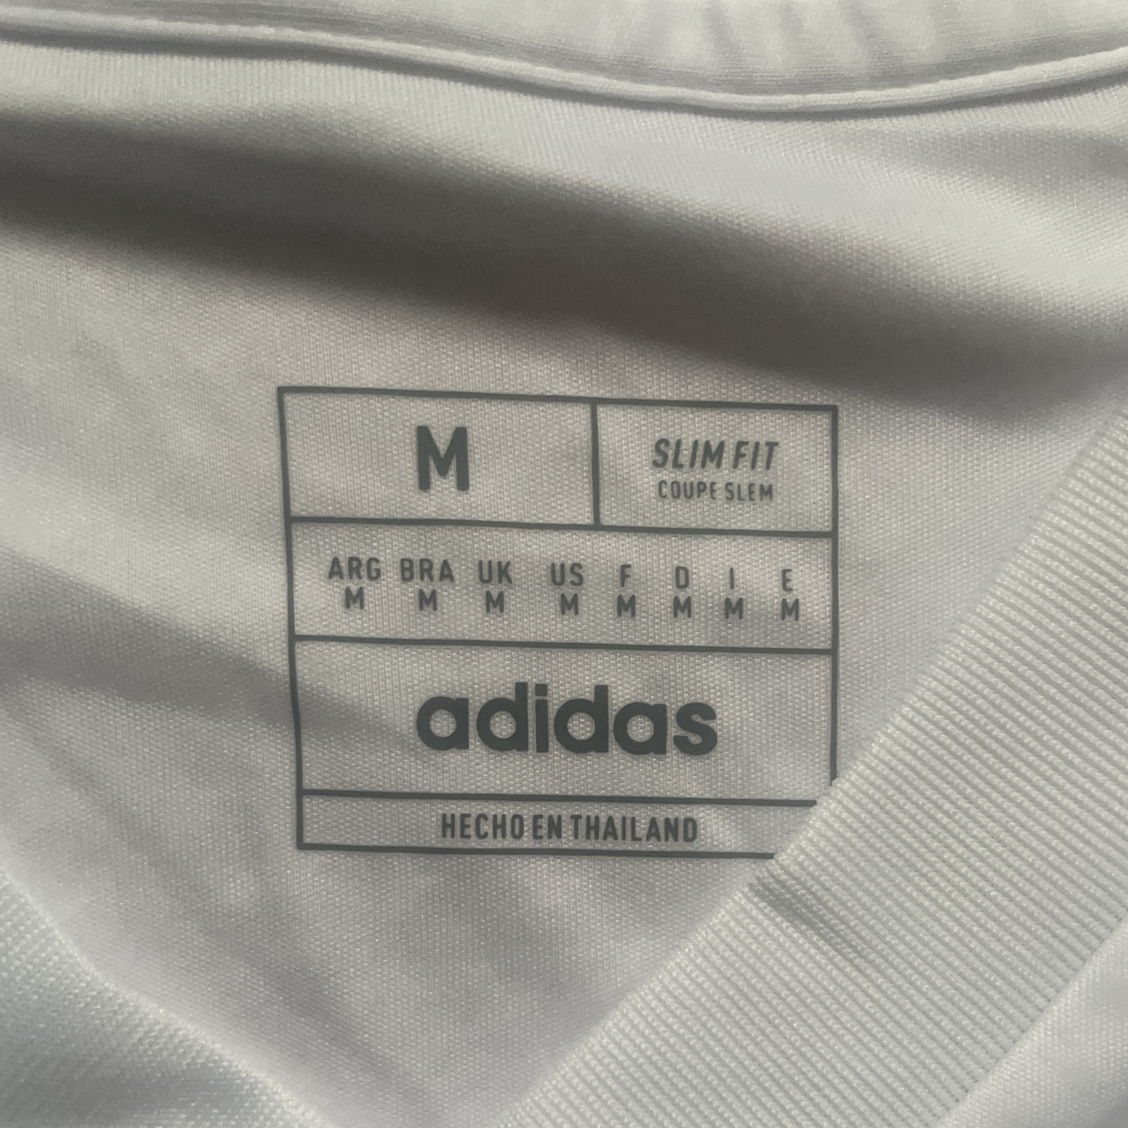 M
SLIM FIT
COUPE SLEM
ARG BRA UK US F D I E
M M M M M M M M
adidas
HECHO EN THAILAND